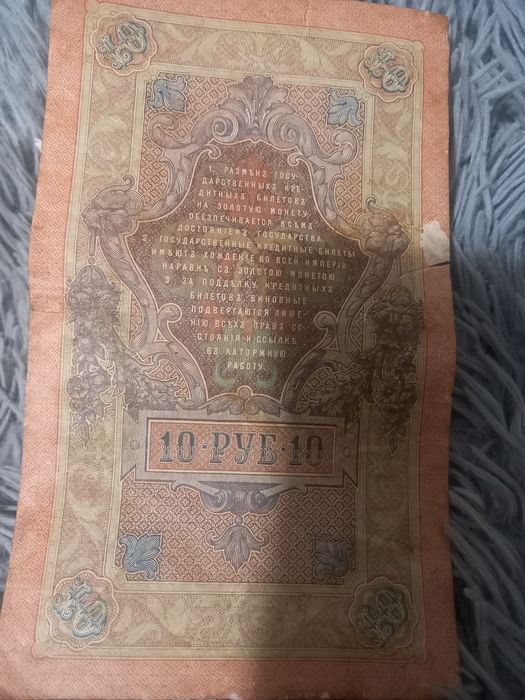 1. РАЗМѢНЪ ГОСУ-
ДАРСТВЕННЫХЪ КРЕ-
ДИТНЫХЪ БИЛЕТОВЪ
НА ЗОЛОТУЮ МОНЕТУ
ОБЕЗПЕЧИВАЕТСЯ ВСѢМЪ
ДОСТОЯНІЕМЪ ГОСУДАРСТВА.
2. ГОСУДАРСТВЕННЫЕ КРЕДИТНЫЕ БИЛЕТЫ
ИМѢЮТЪ ХОЖДЕНІЕ ВО ВСЕЙ ИМПЕРІИ
НАРАВНѢ СЪ ЗОЛОТОЮ МОНЕТОЮ.
3. ЗА ПОДДѢЛКУ КРЕДИТНЫХЪ
БИЛЕТОВЪ ВИНОВНЫЕ
ПОДВЕРГАЮТСЯ ЛИШЕ-
НІЮ ВСѢХЪ ПРАВЪ СО-
СТОЯНІЯ И ССЫЛКѢ
ВЪ КАТОРЖНУЮ
РАБОТУ.
10·РУБ·10